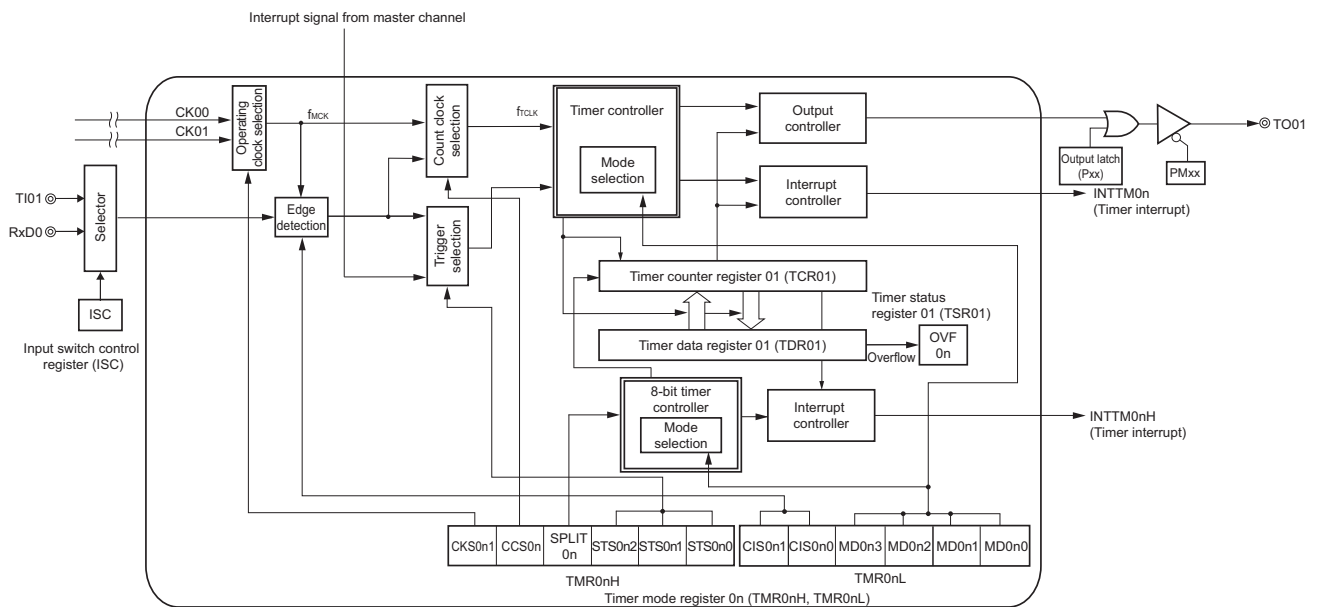 Interrupt signal from master channel
CK00
CK01
Operating
clock selection
fMCK
Count clock
selection
fTCLK
Timer controller
Mode
selection
Output
controller
TO01
Output latch
(Pxx)
PMxx
Interrupt
controller
INTTM0n
(Timer interrupt)
TI01
RxD0
Selector
Edge
detection
Trigger
selection
ISC
Input switch control
register (ISC)
Timer counter register 01 (TCR01)
Timer status
register 01 (TSR01)
Timer data register 01 (TDR01)
Overflow
OVF
0n
8-bit timer
controller
Mode
selection
Interrupt
controller
INTTM0nH
(Timer interrupt)
CKS0n1
CCS0n
SPLIT
0n
STS0n2
STS0n1
STS0n0
CIS0n1
CIS0n0
MD0n3
MD0n2
MD0n1
MD0n0
TMR0nH
TMR0nL
Timer mode register 0n (TMR0nH, TMR0nL)